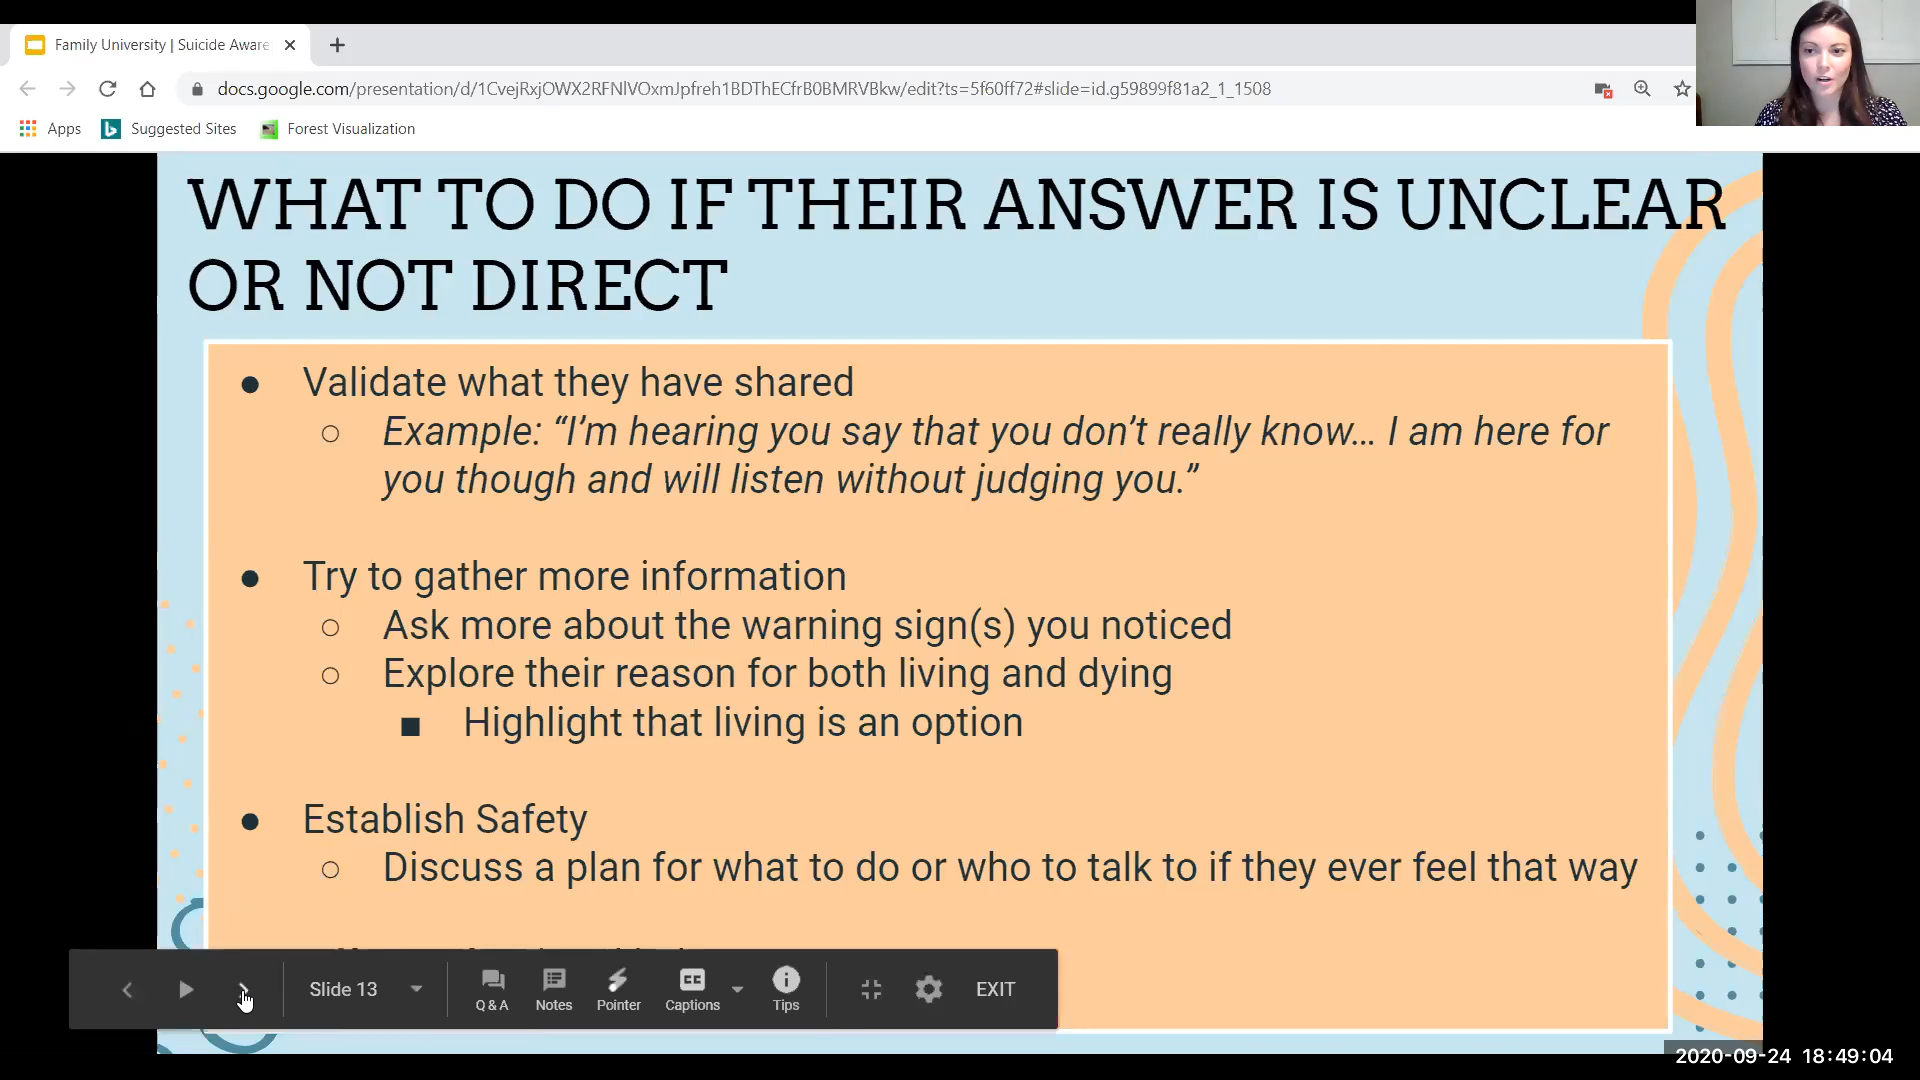 Family University | Suicide Aware
docs.google.com/presentation/d/1CvejRxjOWX2RFNlVOxmJpfreh1BDThECfrB0BMRVBkw/edit?ts=5f60ff72#slide=id.g59899f81a2_1_1508
Apps Suggested Sites Forest Visualization
WHAT TO DO IF THEIR ANSWER IS UNCLEAR
OR NOT DIRECT
● Validate what they have shared
○ Example: “I’m hearing you say that you don’t really know… I am here for
you though and will listen without judging you.”
● Try to gather more information
○ Ask more about the warning sign(s) you noticed
○ Explore their reason for both living and dying
■ Highlight that living is an option
● Establish Safety
○ Discuss a plan for what to do or who to talk to if they ever feel that way
Slide 13 Q & A Notes Pointer CC Captions Tips EXIT
2020-09-24 18:49:04